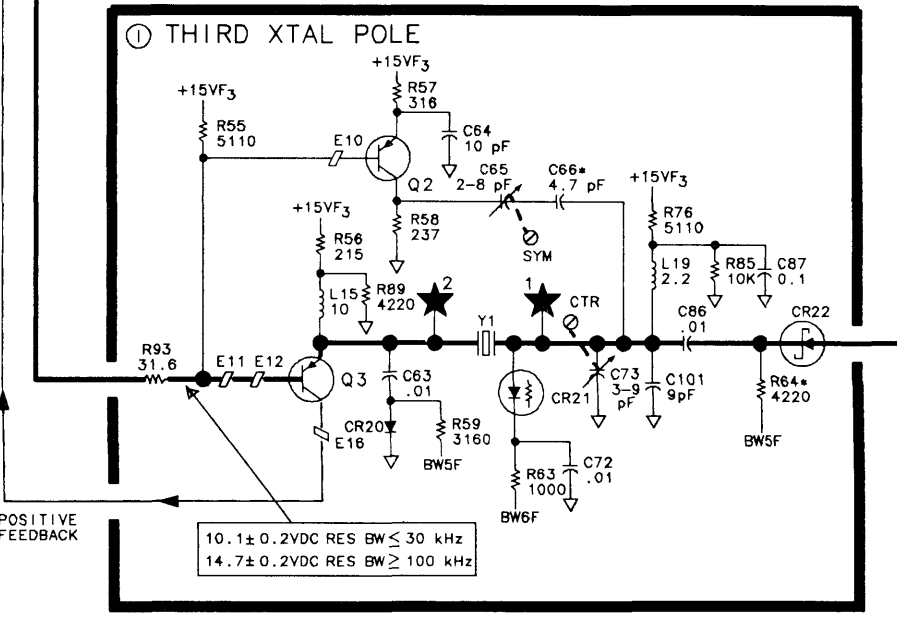 ① THIRD XTAL POLE
+15VF3
+15VF3
R57
316
R55
5110
E10
C64
10 pF
Q2
C65
2-8 pF
C66*
4.7 pF
+15VF3
+15VF3
R58
237
SYM
R76
5110
R56
215
L15
10
R89
4220
2
1
CTR
L19
2.2
R85
10K
C87
0.1
Y1
C86
.01
CR22
R93
31.6
E11
E12
Q3
C63
.01
CR21
C73
3-9
pF
C101
9pF
R64*
4220
CR20
R59
3160
E16
BW5F
BW5F
R63
1000
C72
.01
BW6F
POSITIVE
FEEDBACK
10.1± 0.2VDC RES BW ≤ 30 kHz
14.7± 0.2VDC RES BW ≥ 100 kHz